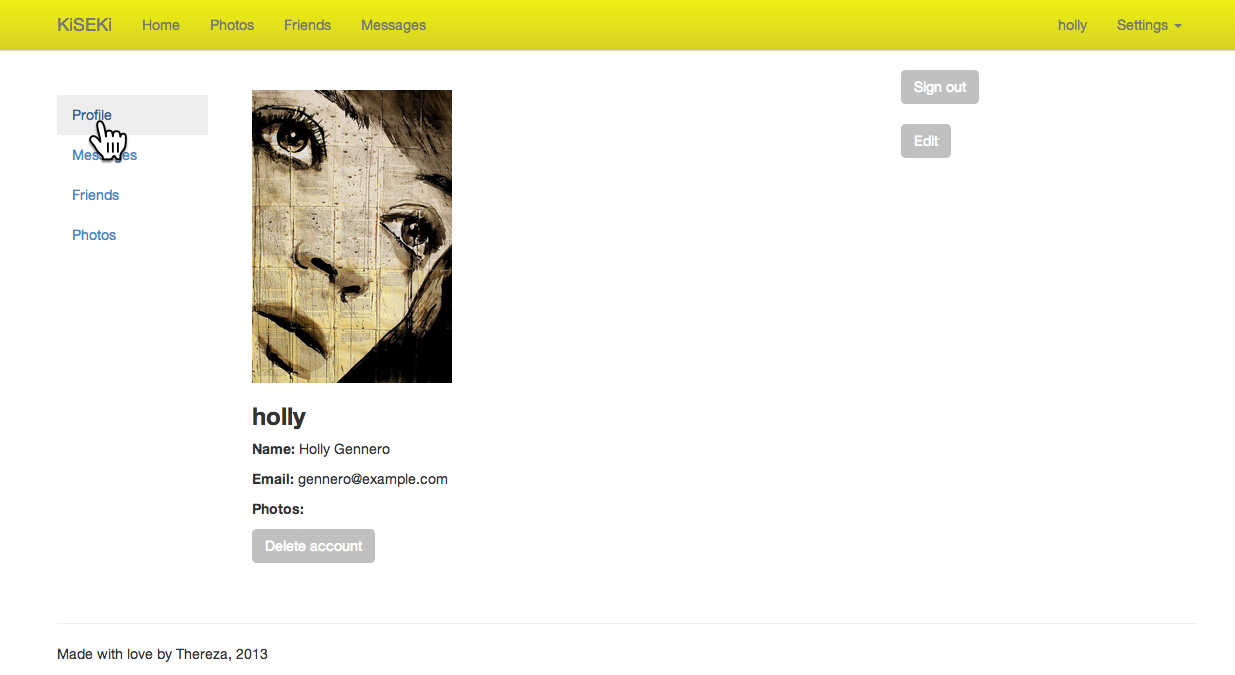 KiSEKi Home Photos Friends Messages holly Settings
Sign out
Profile
Edit
Messages
Friends
Photos
holly
Name: Holly Gennero
Email: gennero@example.com
Photos:
Delete account
Made with love by Thereza, 2013